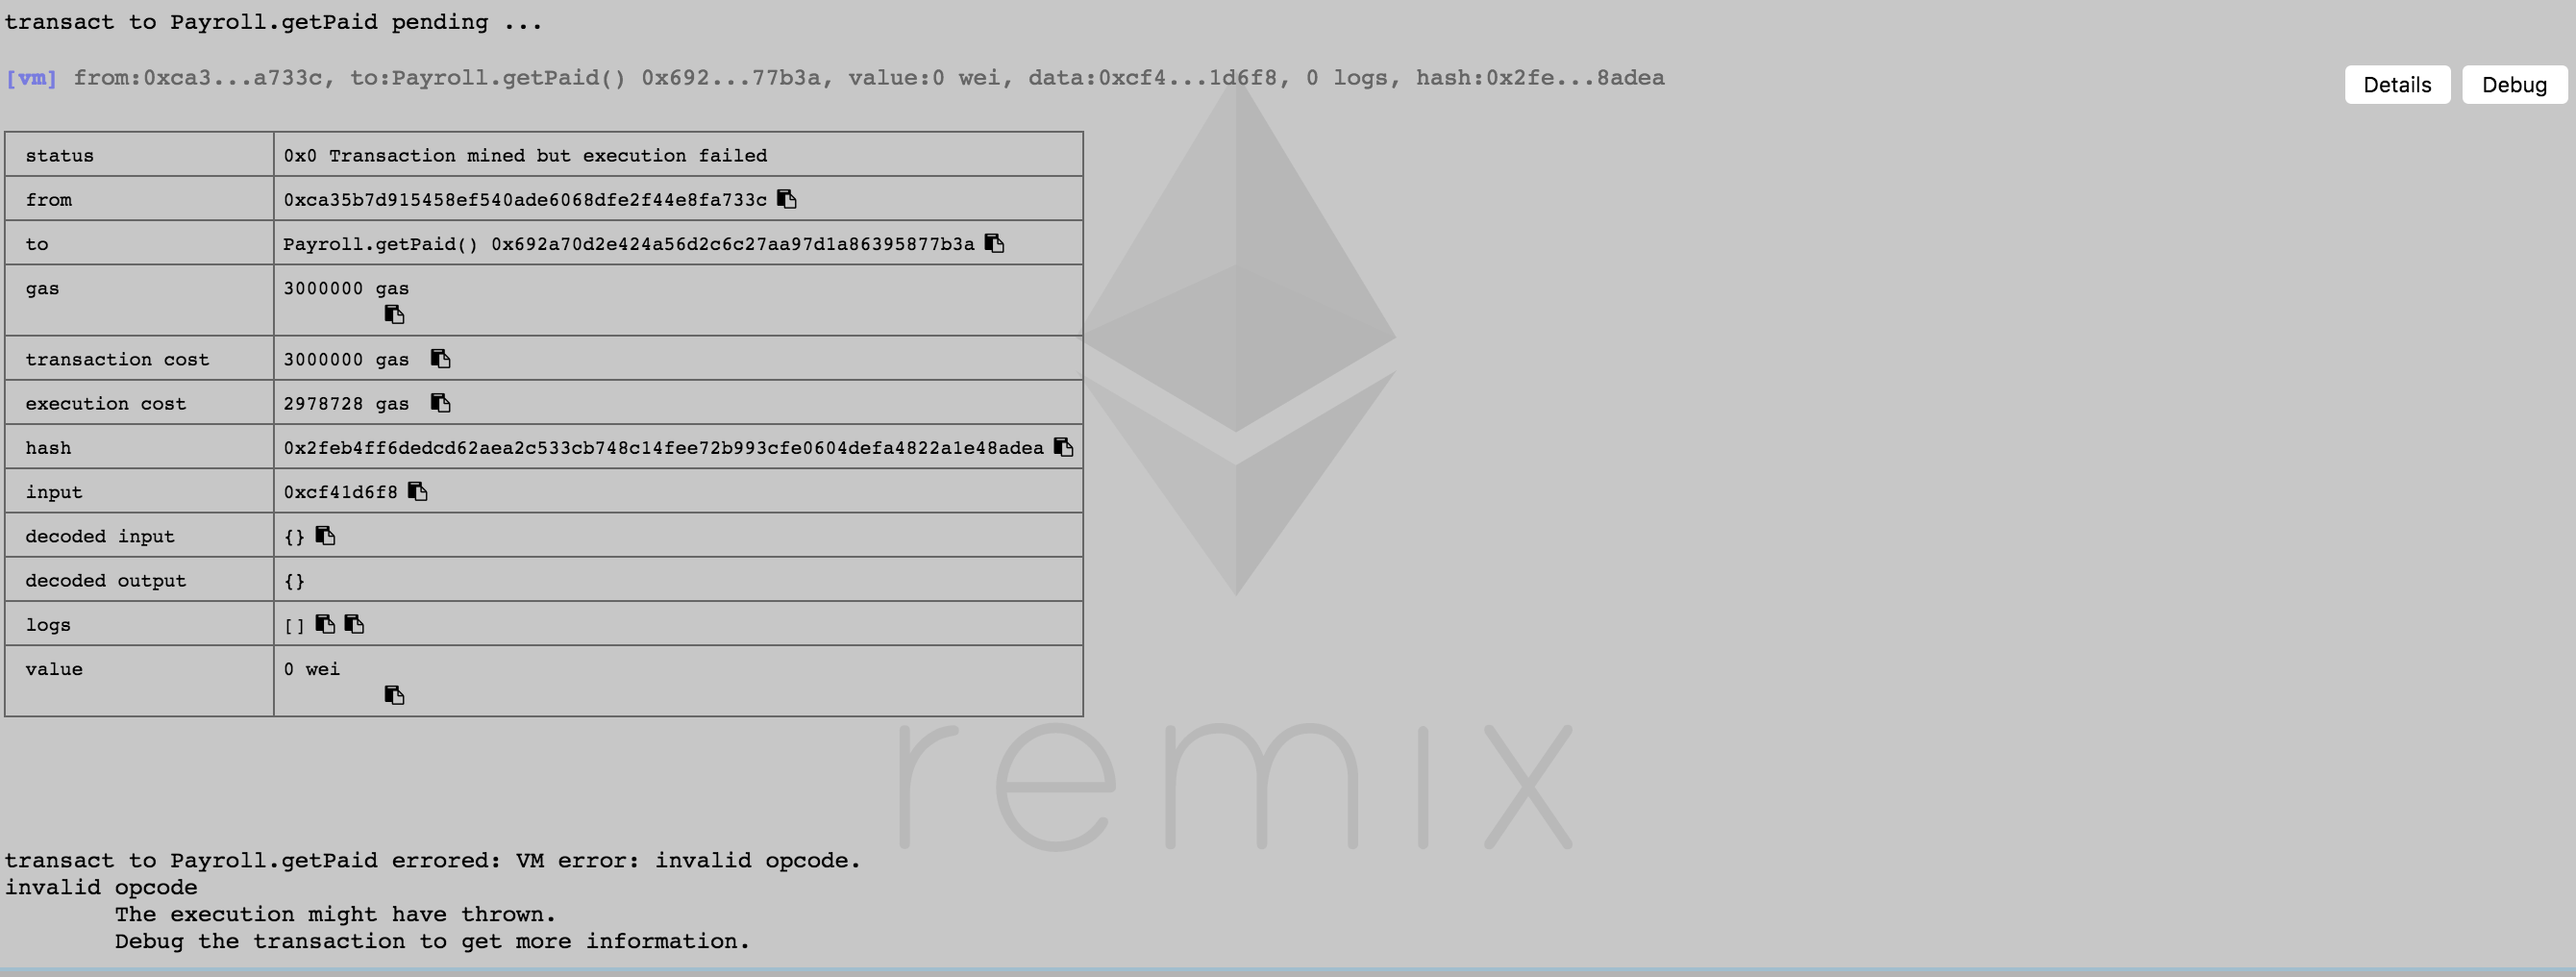 transact to Payroll.getPaid pending ...
[vm] from:0xca3...a733c, to:Payroll.getPaid() 0x692...77b3a, value:0 wei, data:0xcf4...1d6f8, 0 logs, hash:0x2fe...8adea
Details Debug
status 0x0 Transaction mined but execution failed
from 0xca35b7d915458ef540ade6068dfe2f44e8fa733c
to Payroll.getPaid() 0x692a70d2e424a56d2c6c27aa97d1a86395877b3a
gas 3000000 gas
transaction cost 3000000 gas
execution cost 2978728 gas
hash 0x2feb4ff6dedcd62aea2c533cb748c14fee72b993cfe0604defa4822a1e48adea
input 0xcf41d6f8
decoded input {}
decoded output {}
logs []
value 0 wei
remix
transact to Payroll.getPaid errored: VM error: invalid opcode.
invalid opcode
The execution might have thrown.
Debug the transaction to get more information.